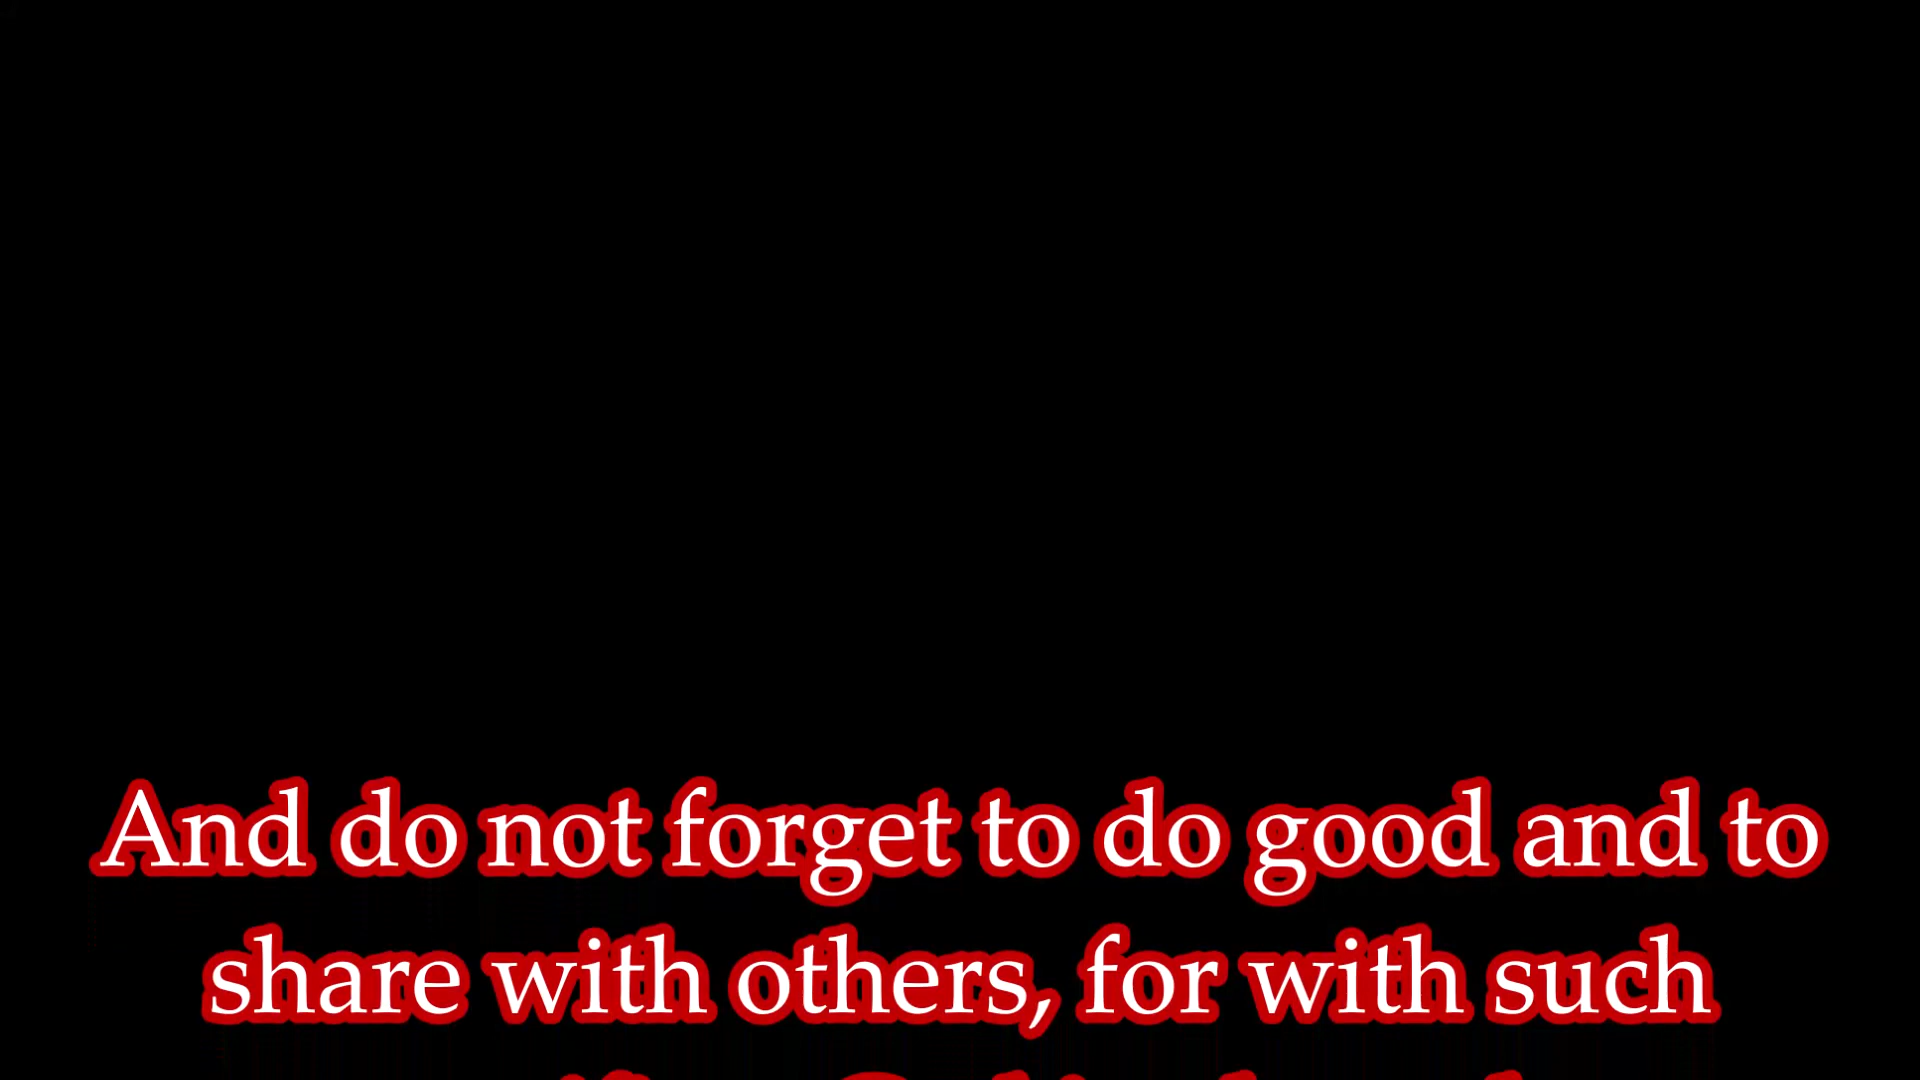 And do not forget to do good and to
share with others, for with such